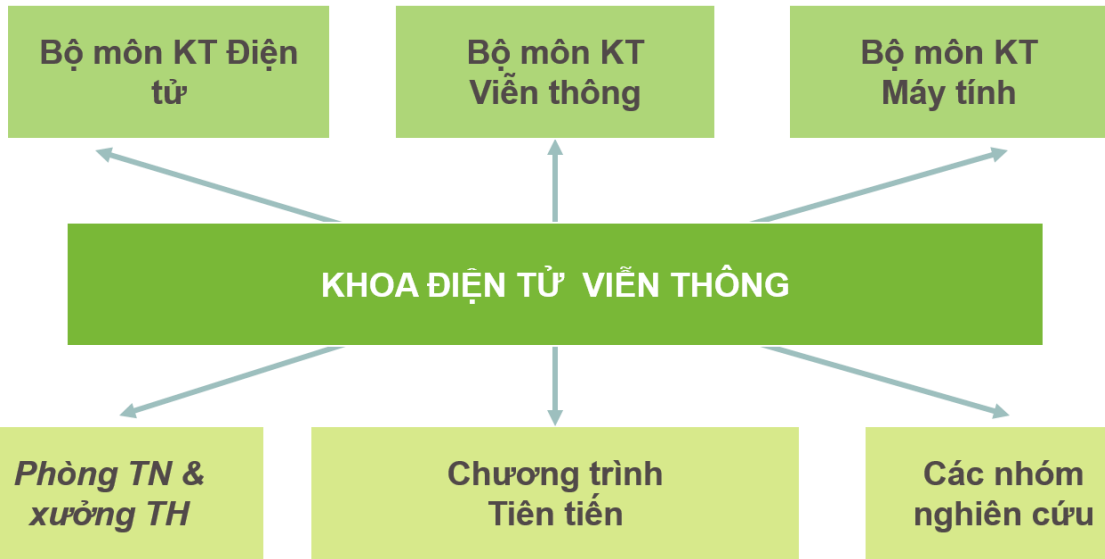 Bộ môn KT Điện
tử
Bộ môn KT
Viễn thông
Bộ môn KT
Máy tính
KHOA ĐIỆN TỬ VIỄN THÔNG
Phòng TN &
xưởng TH
Chương trình
Tiên tiến
Các nhóm
nghiên cứu